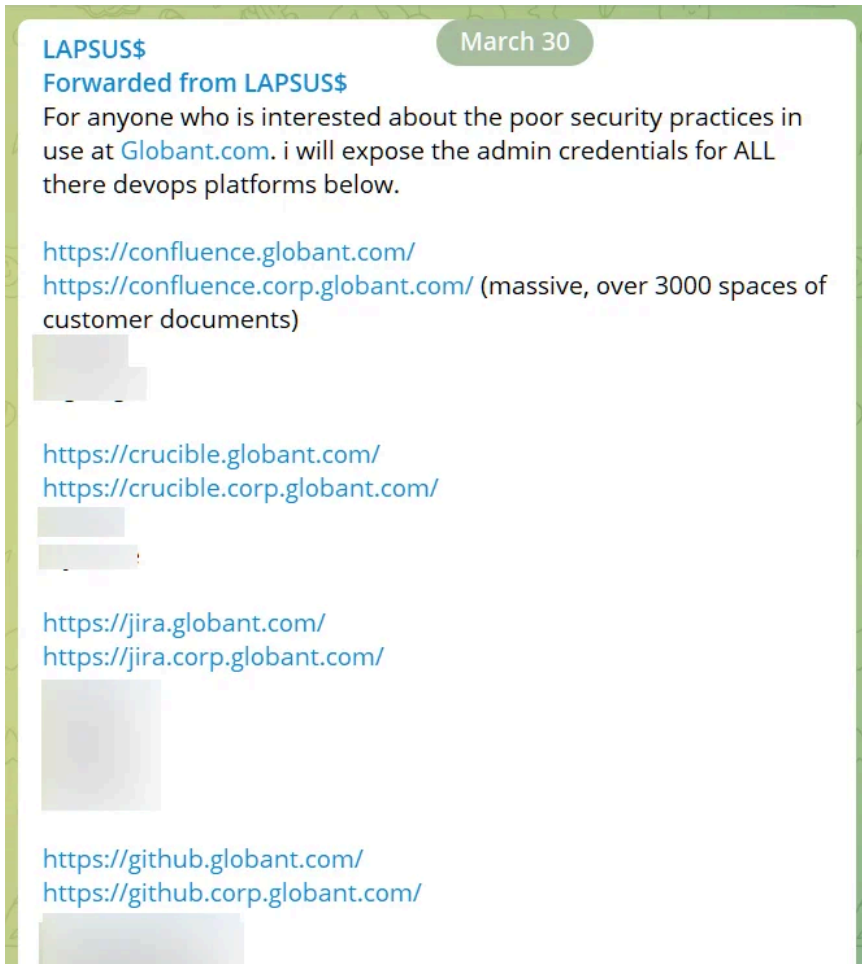 March 30
LAPSUS$
Forwarded from LAPSUS$
For anyone who is interested about the poor security practices in
use at Globant.com. i will expose the admin credentials for ALL
there devops platforms below.
https://confluence.globant.com/
https://confluence.corp.globant.com/ (massive, over 3000 spaces of
customer documents)
https://crucible.globant.com/
https://crucible.corp.globant.com/
https://jira.globant.com/
https://jira.corp.globant.com/
https://github.globant.com/
https://github.corp.globant.com/